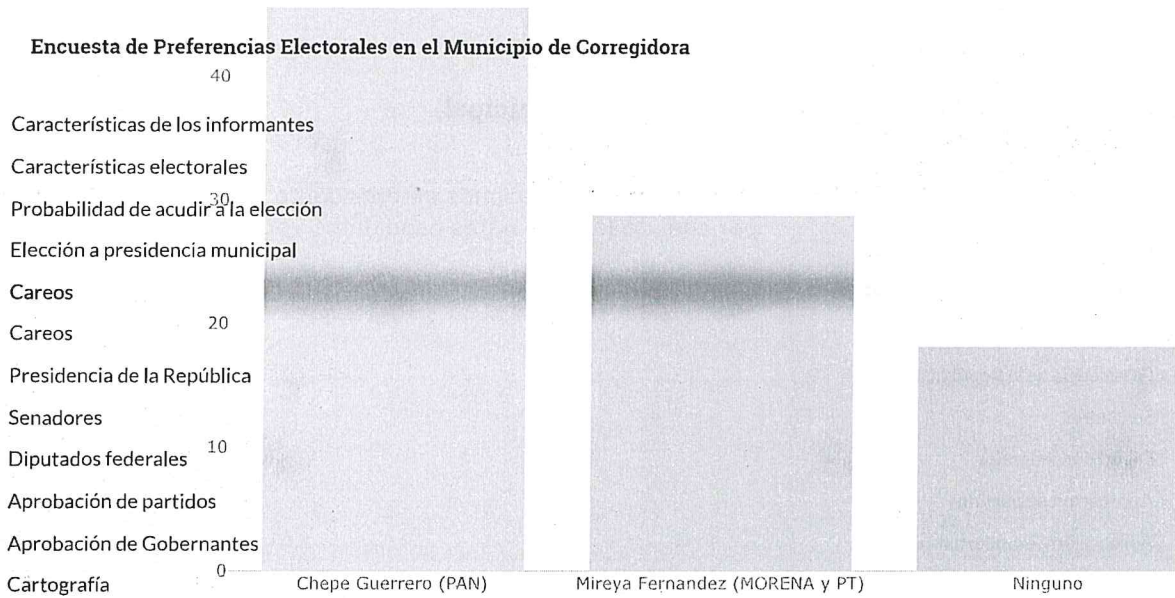 Encuesta de Preferencias Electorales en el Municipio de Corregidora
40
Características de los informantes
Características electorales
30
Probabilidad de acudir a la elección
Elección a presidencia municipal
Careos
20
Careos
Presidencia de la República
Senadores
10
Diputados federales
Aprobación de partidos
Aprobación de Gobernantes
0
Cartografía
Chepe Guerrero (PAN)
Mireya Fernandez (MORENA y PT)
Ninguno